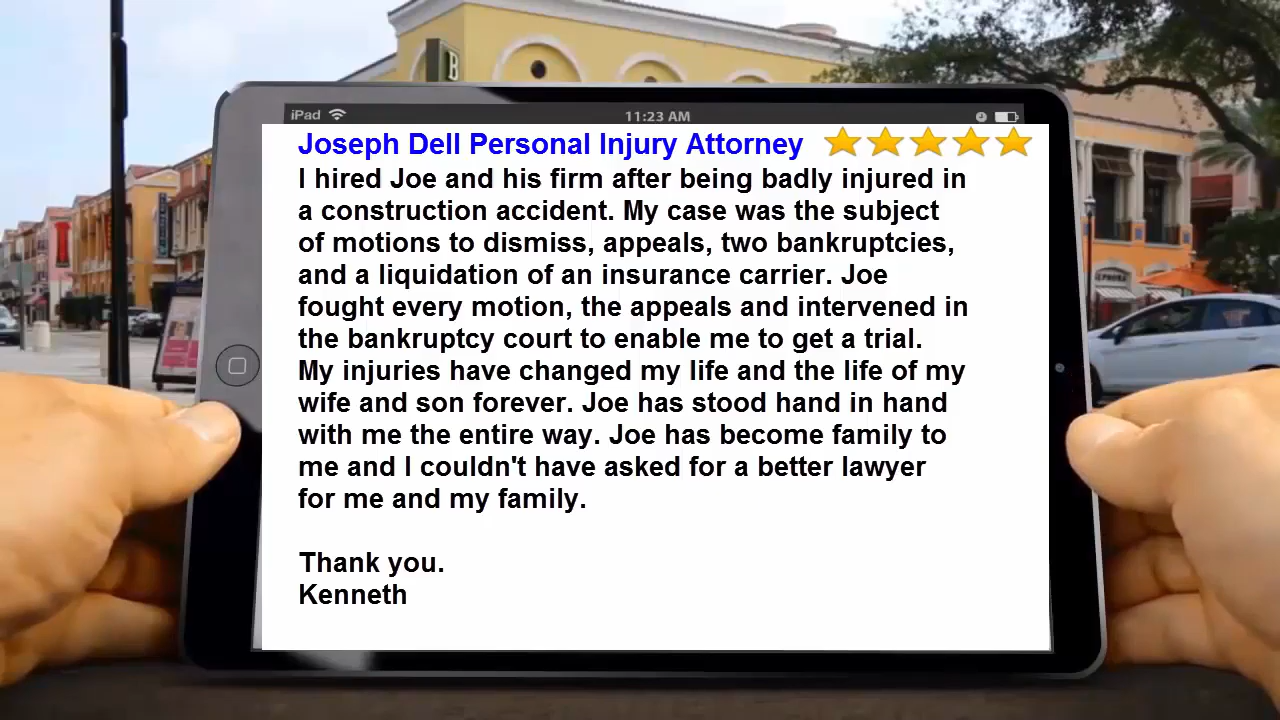 B
iPad 11:23 AM
Joseph Dell Personal Injury Attorney
I hired Joe and his firm after being badly injured in
a construction accident. My case was the subject
of motions to dismiss, appeals, two bankruptcies,
and a liquidation of an insurance carrier. Joe
fought every motion, the appeals and intervened in
the bankruptcy court to enable me to get a trial.
My injuries have changed my life and the life of my
wife and son forever. Joe has stood hand in hand
with me the entire way. Joe has become family to
me and I couldn't have asked for a better lawyer
for me and my family.
Thank you.
Kenneth